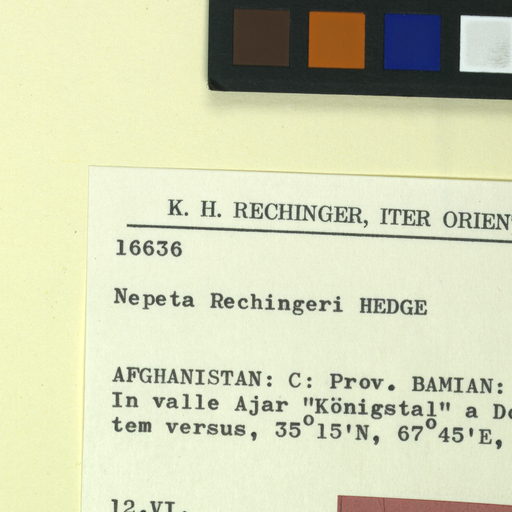 K. H. RECHINGER, ITER
16636
Nepeta Rechingeri HEDGE
AFGHANISTAN: C: Prov. BAMIAN:
In valle Ajar "Königstal" a
tem versus, 35°15'N, 67°45'E,
12.VI.